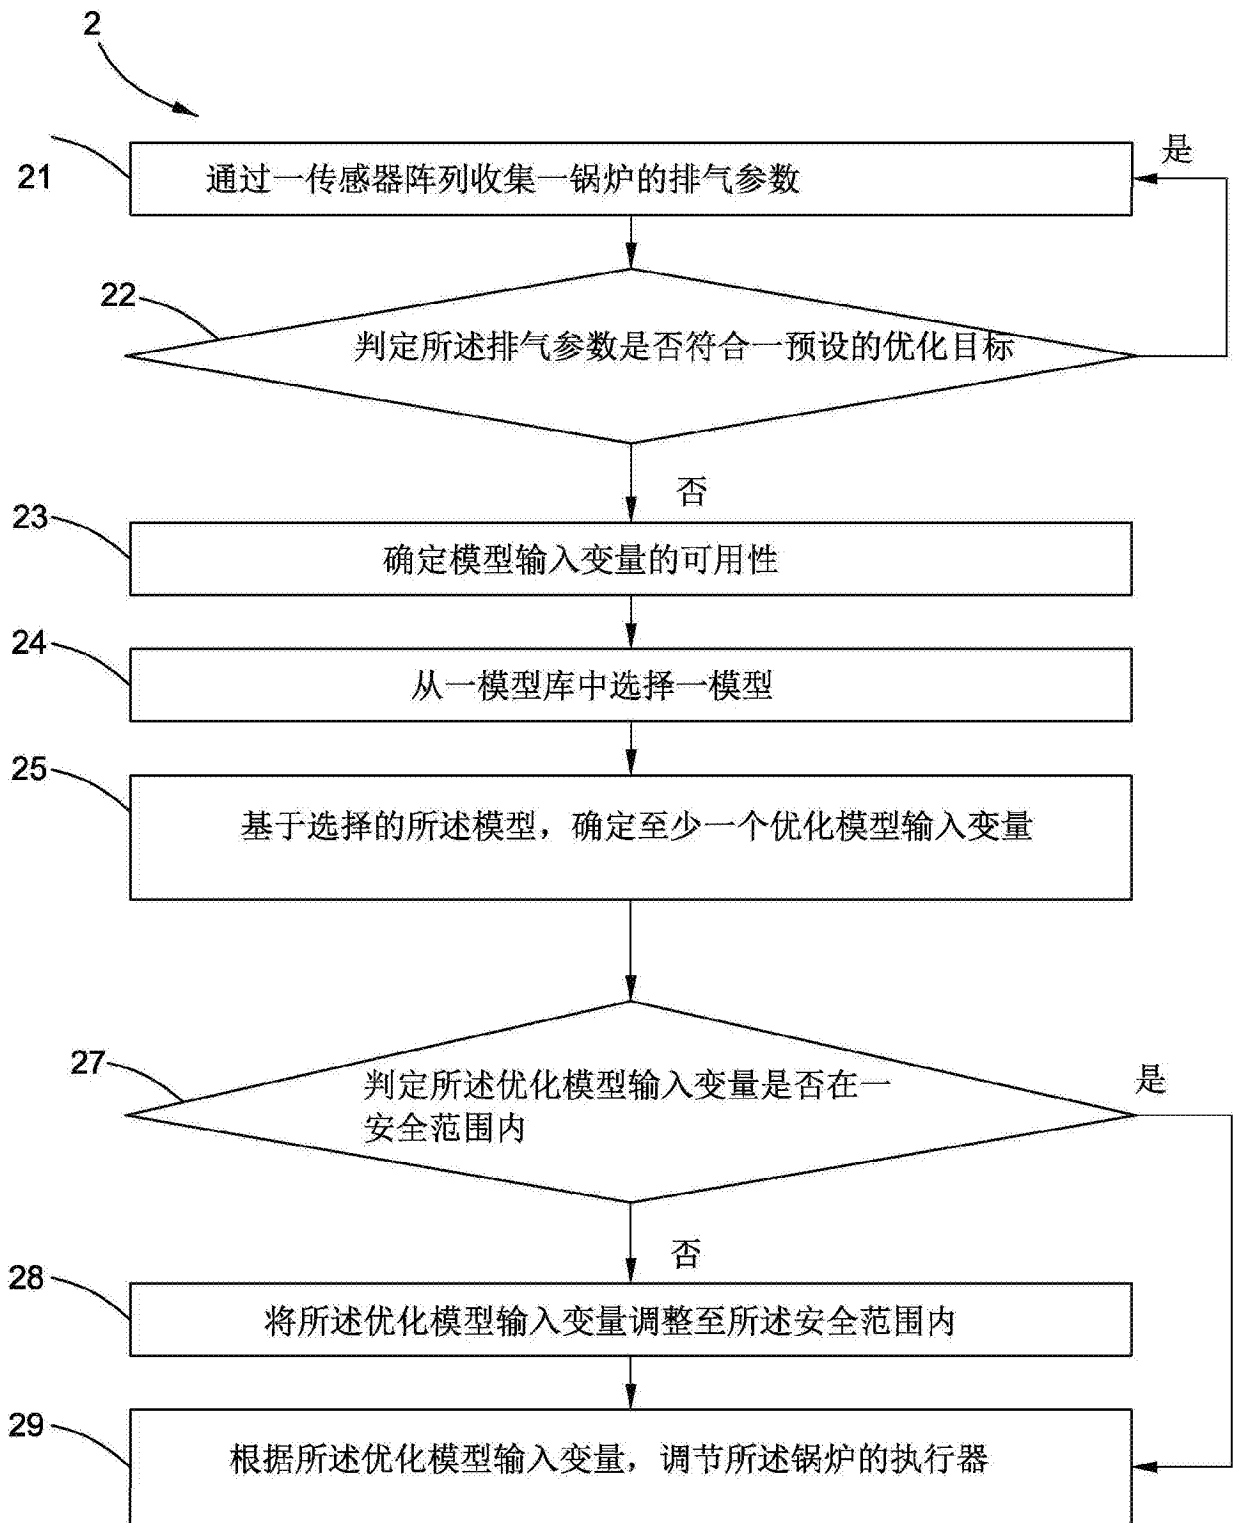 2
21
通过一传感器阵列收集一锅炉的排气参数
是
22
判定所述排气参数是否符合一预设的优化目标
否
23
确定模型输入变量的可用性
24
从一模型库中选择一模型
25
基于选择的所述模型，确定至少一个优化模型输入变量
27
判定所述优化模型输入变量是否在一
安全范围内
是
否
28
将所述优化模型输入变量调整至所述安全范围内
29
根据所述优化模型输入变量，调节所述锅炉的执行器